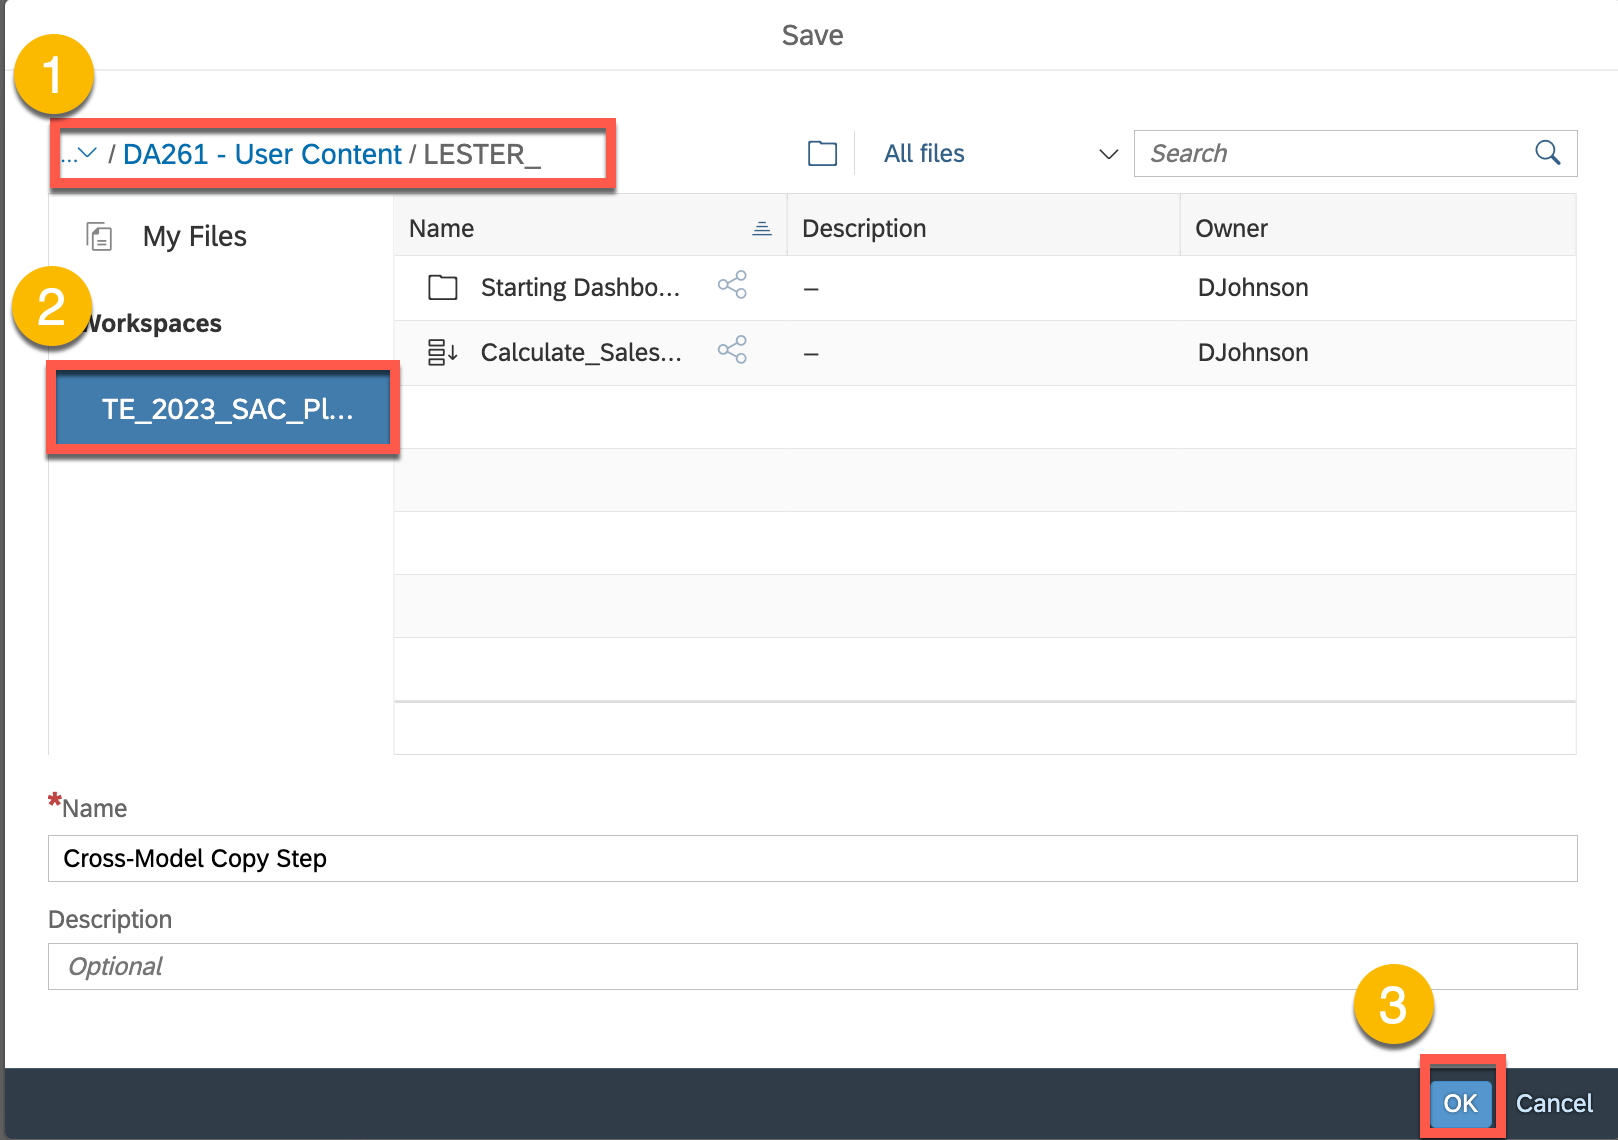 Save
1
...
/ DA261 - User Content / LESTER_
All files
Search
My Files
2
Workspaces
TE_2023_SAC_Pl...
Name
Description
Owner
Starting Dashbo...
–
DJohnson
Calculate_Sales...
–
DJohnson
*Name
Cross-Model Copy Step
Description
Optional
3
OK
Cancel